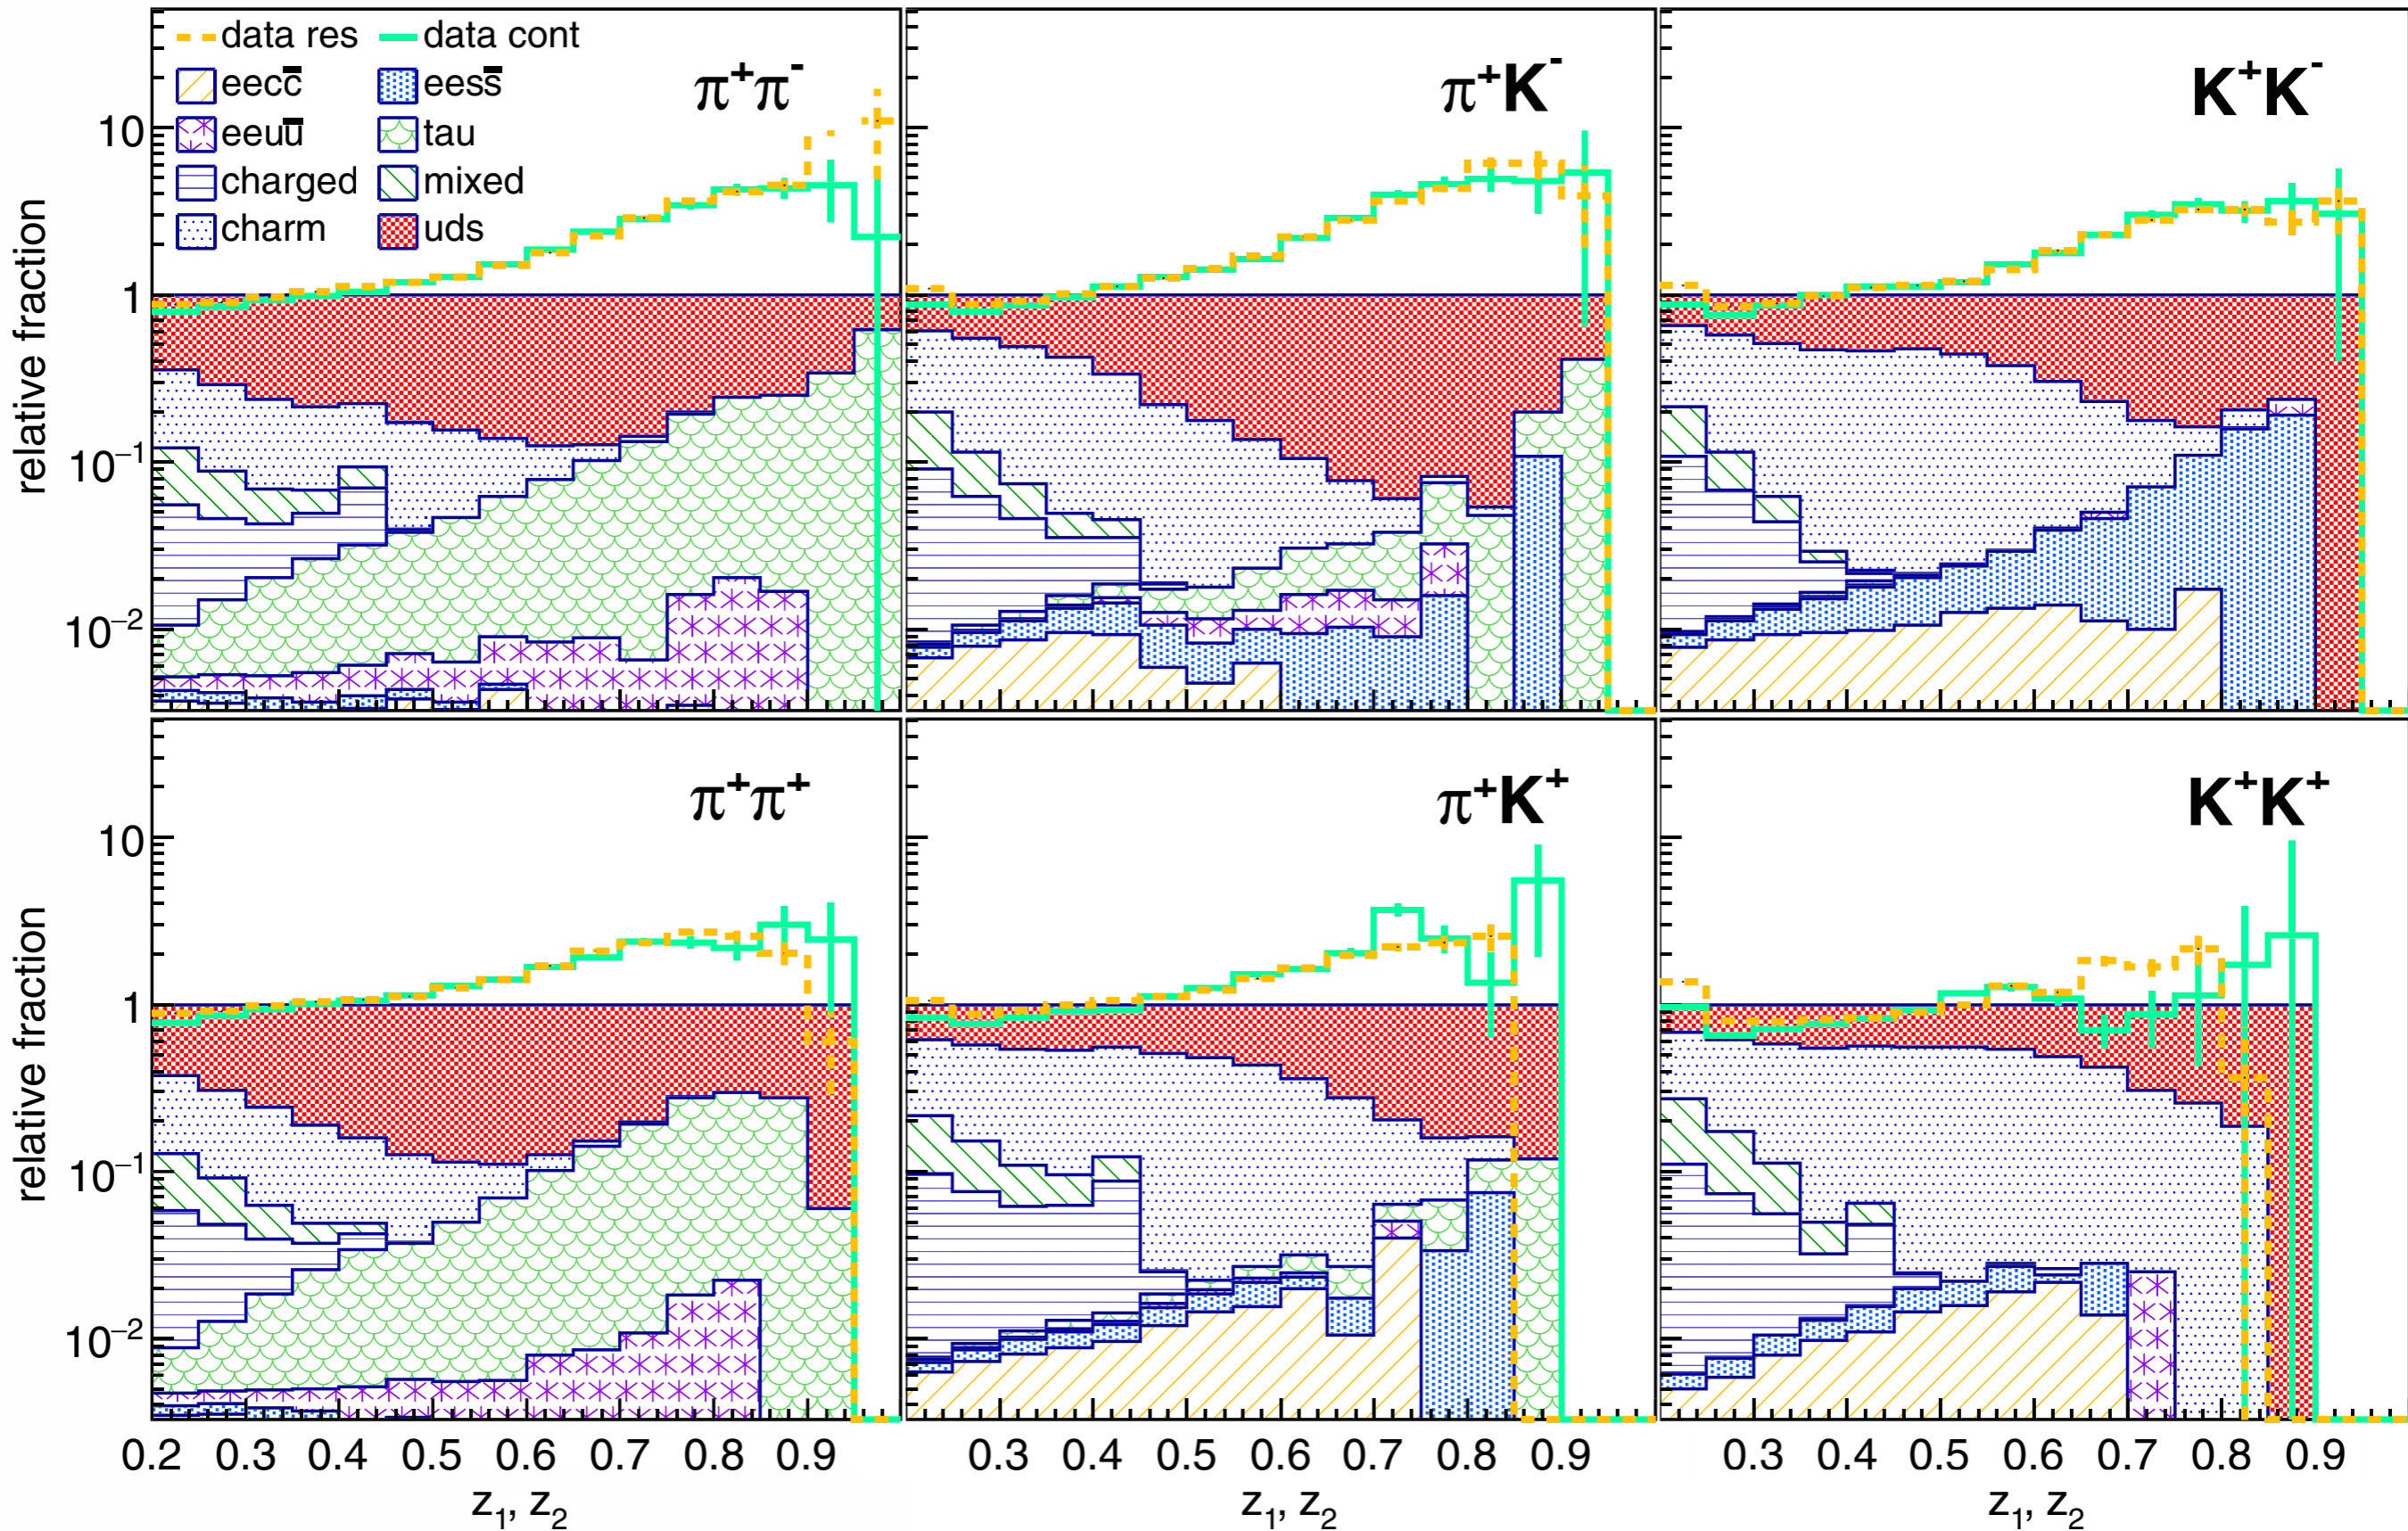 data res data cont
eecc̄ eess̄
eeuū tau
charged mixed
charm uds
π⁺π⁻
π⁺K⁻
K⁺K⁻
10
1
10⁻¹
10⁻²
relative fraction
π⁺π⁺
π⁺K⁺
K⁺K⁺
10
1
10⁻¹
10⁻²
relative fraction
0.2 0.3 0.4 0.5 0.6 0.7 0.8 0.9
0.3 0.4 0.5 0.6 0.7 0.8 0.9
0.3 0.4 0.5 0.6 0.7 0.8 0.9
z₁, z₂
z₁, z₂
z₁, z₂